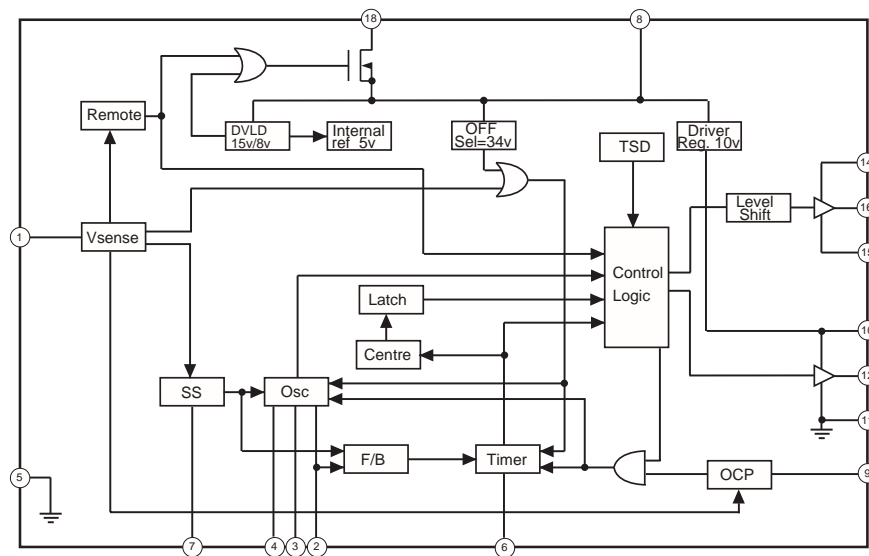 18
8
Remote
DVLD
15v/8v
Internal
ref 5v
OFF
Sel=34v
Driver
Reg. 10v
TSD
14
Level
Shift
16
1
Vsense
15
Control
Logic
Latch
10
Centre
12
SS
Osc
11
F/B
Timer
OCP
9
5
7
4
3
2
6